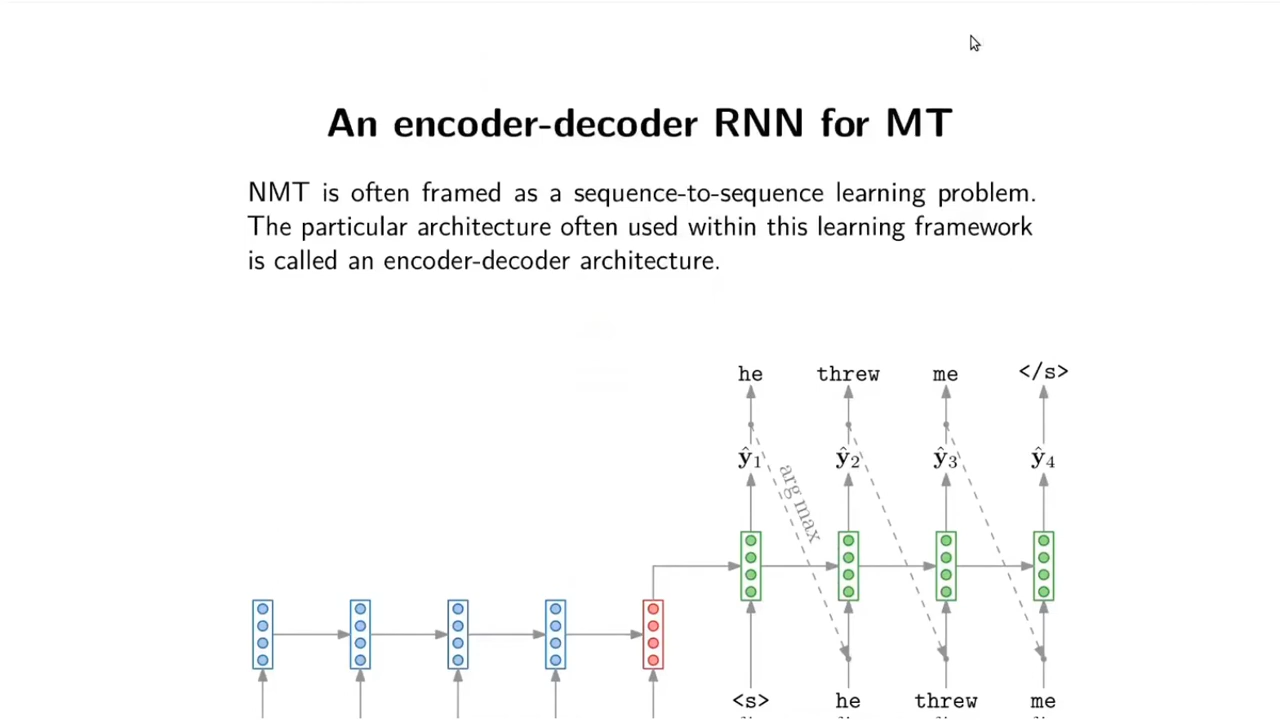 An encoder-decoder RNN for MT
NMT is often framed as a sequence-to-sequence learning problem.
The particular architecture often used within this learning framework
is called an encoder-decoder architecture.
he threw me </s>
ŷ1 ŷ2 ŷ3 ŷ4
arg max
<s> he threw me